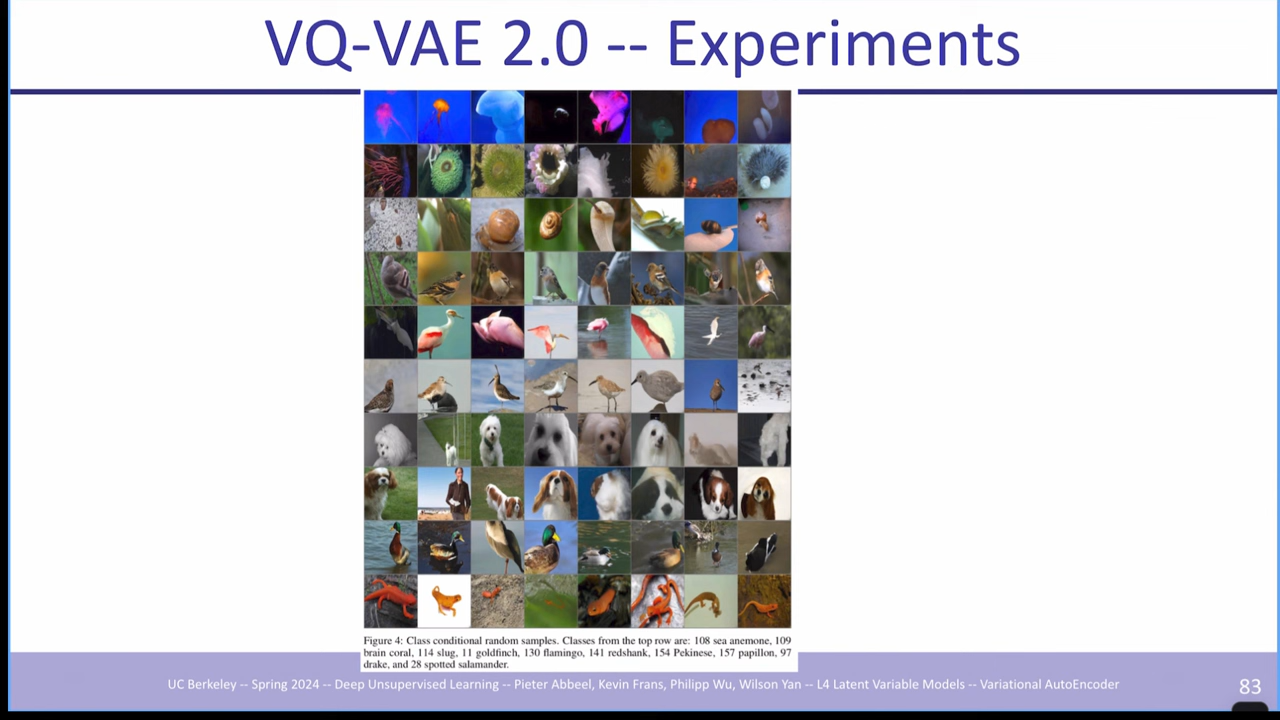 VQ-VAE 2.0 -- Experiments
Figure 4: Class conditional random samples. Classes from the top row are: 108 sea anemone, 109
brain coral, 114 slug, 11 goldfinch, 130 flamingo, 141 redshank, 154 Pekinese, 157 papillon, 97
drake, and 28 spotted salamander.
UC Berkeley -- Spring 2024 -- Deep Unsupervised Learning -- Pieter Abbeel, Kevin Frans, Philipp Wu, Wilson Yan -- L4 Latent Variable Models -- Variational AutoEncoder
83